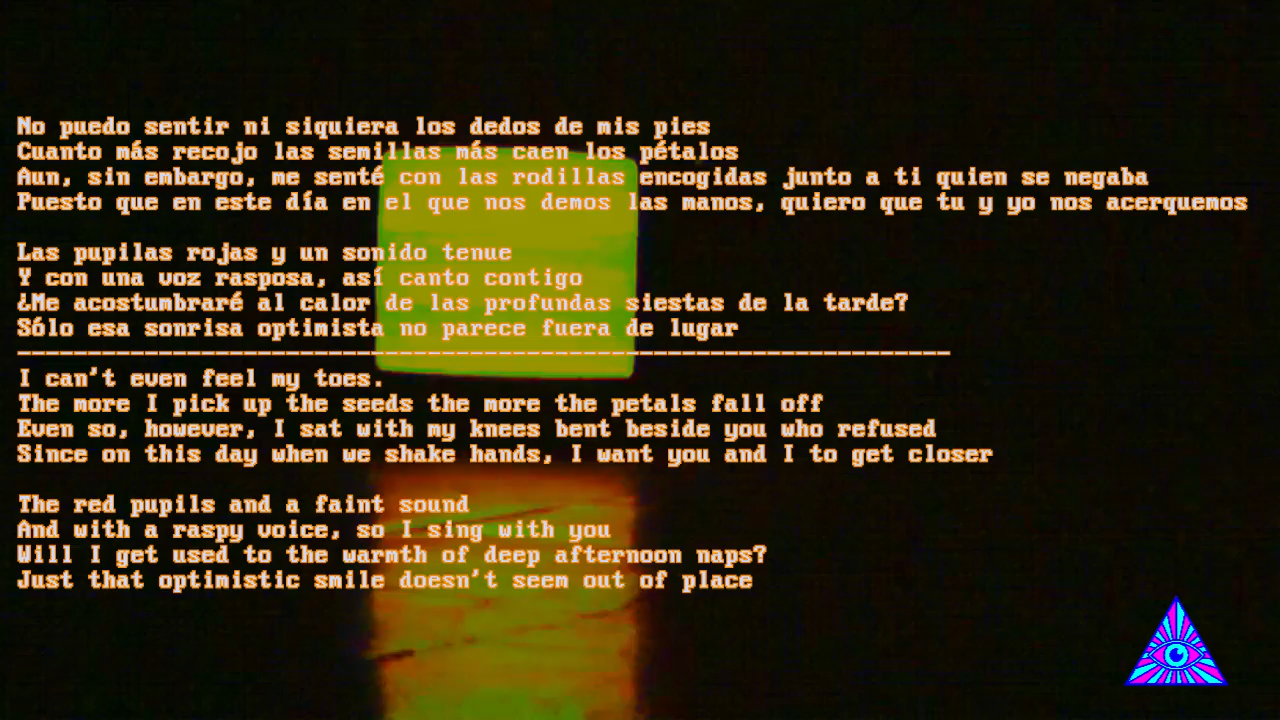 No puedo sentir ni siquiera los dedos de mis pies
Cuanto más recojo las semillas más caen los pétalos
Aun, sin embargo, me senté con las rodillas encogidas junto a ti quien se negaba
Puesto que en este día en el que nos demos las manos, quiero que tu y yo nos acerquemos
Las pupilas rojas y un sonido tenue
Y con una voz rasposa, así canto contigo
¿Me acostumbraré al calor de las profundas siestas de la tarde?
Sólo esa sonrisa optimista no parece fuera de lugar
------------------------------------------------------------------
I can't even feel my toes.
The more I pick up the seeds the more the petals fall off
Even so, however, I sat with my knees bent beside you who refused
Since on this day when we shake hands, I want you and I to get closer
The red pupils and a faint sound
And with a raspy voice, so I sing with you
Will I get used to the warmth of deep afternoon naps?
Just that optimistic smile doesn't seem out of place